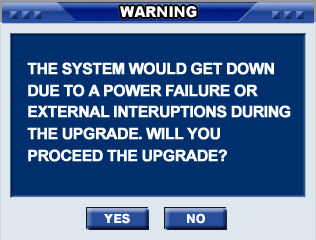 WARNING
THE SYSTEM WOULD GET DOWN
DUE TO A POWER FAILURE OR
EXTERNAL INTERUPTIONS DURING
THE UPGRADE. WILL YOU
PROCEED THE UPGRADE?
YES NO